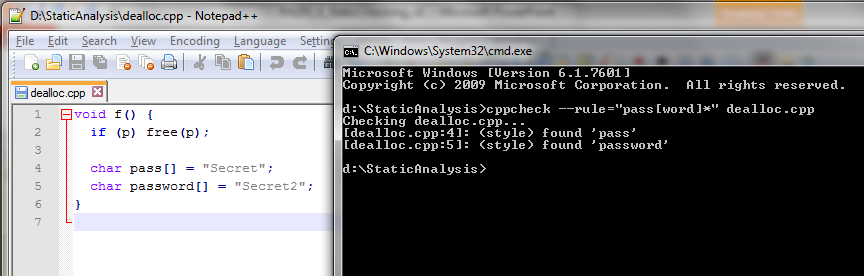 D:\StaticAnalysis\dealloc.cpp - Notepad++
File Edit Search View Encoding Language
dealloc.cpp
1 void f() {
2 if (p) free(p);
3
4 char pass[] = "Secret";
5 char password[] = "Secret2";
6 }
7
C:\Windows\System32\cmd.exe
Microsoft Windows [Version 6.1.7601]
Copyright (c) 2009 Microsoft Corporation. All rights reserved.
d:\StaticAnalysis>cppcheck --rule="pass[word]*" dealloc.cpp
Checking dealloc.cpp...
[dealloc.cpp:4]: (style) found 'pass'
[dealloc.cpp:5]: (style) found 'password'
d:\StaticAnalysis>